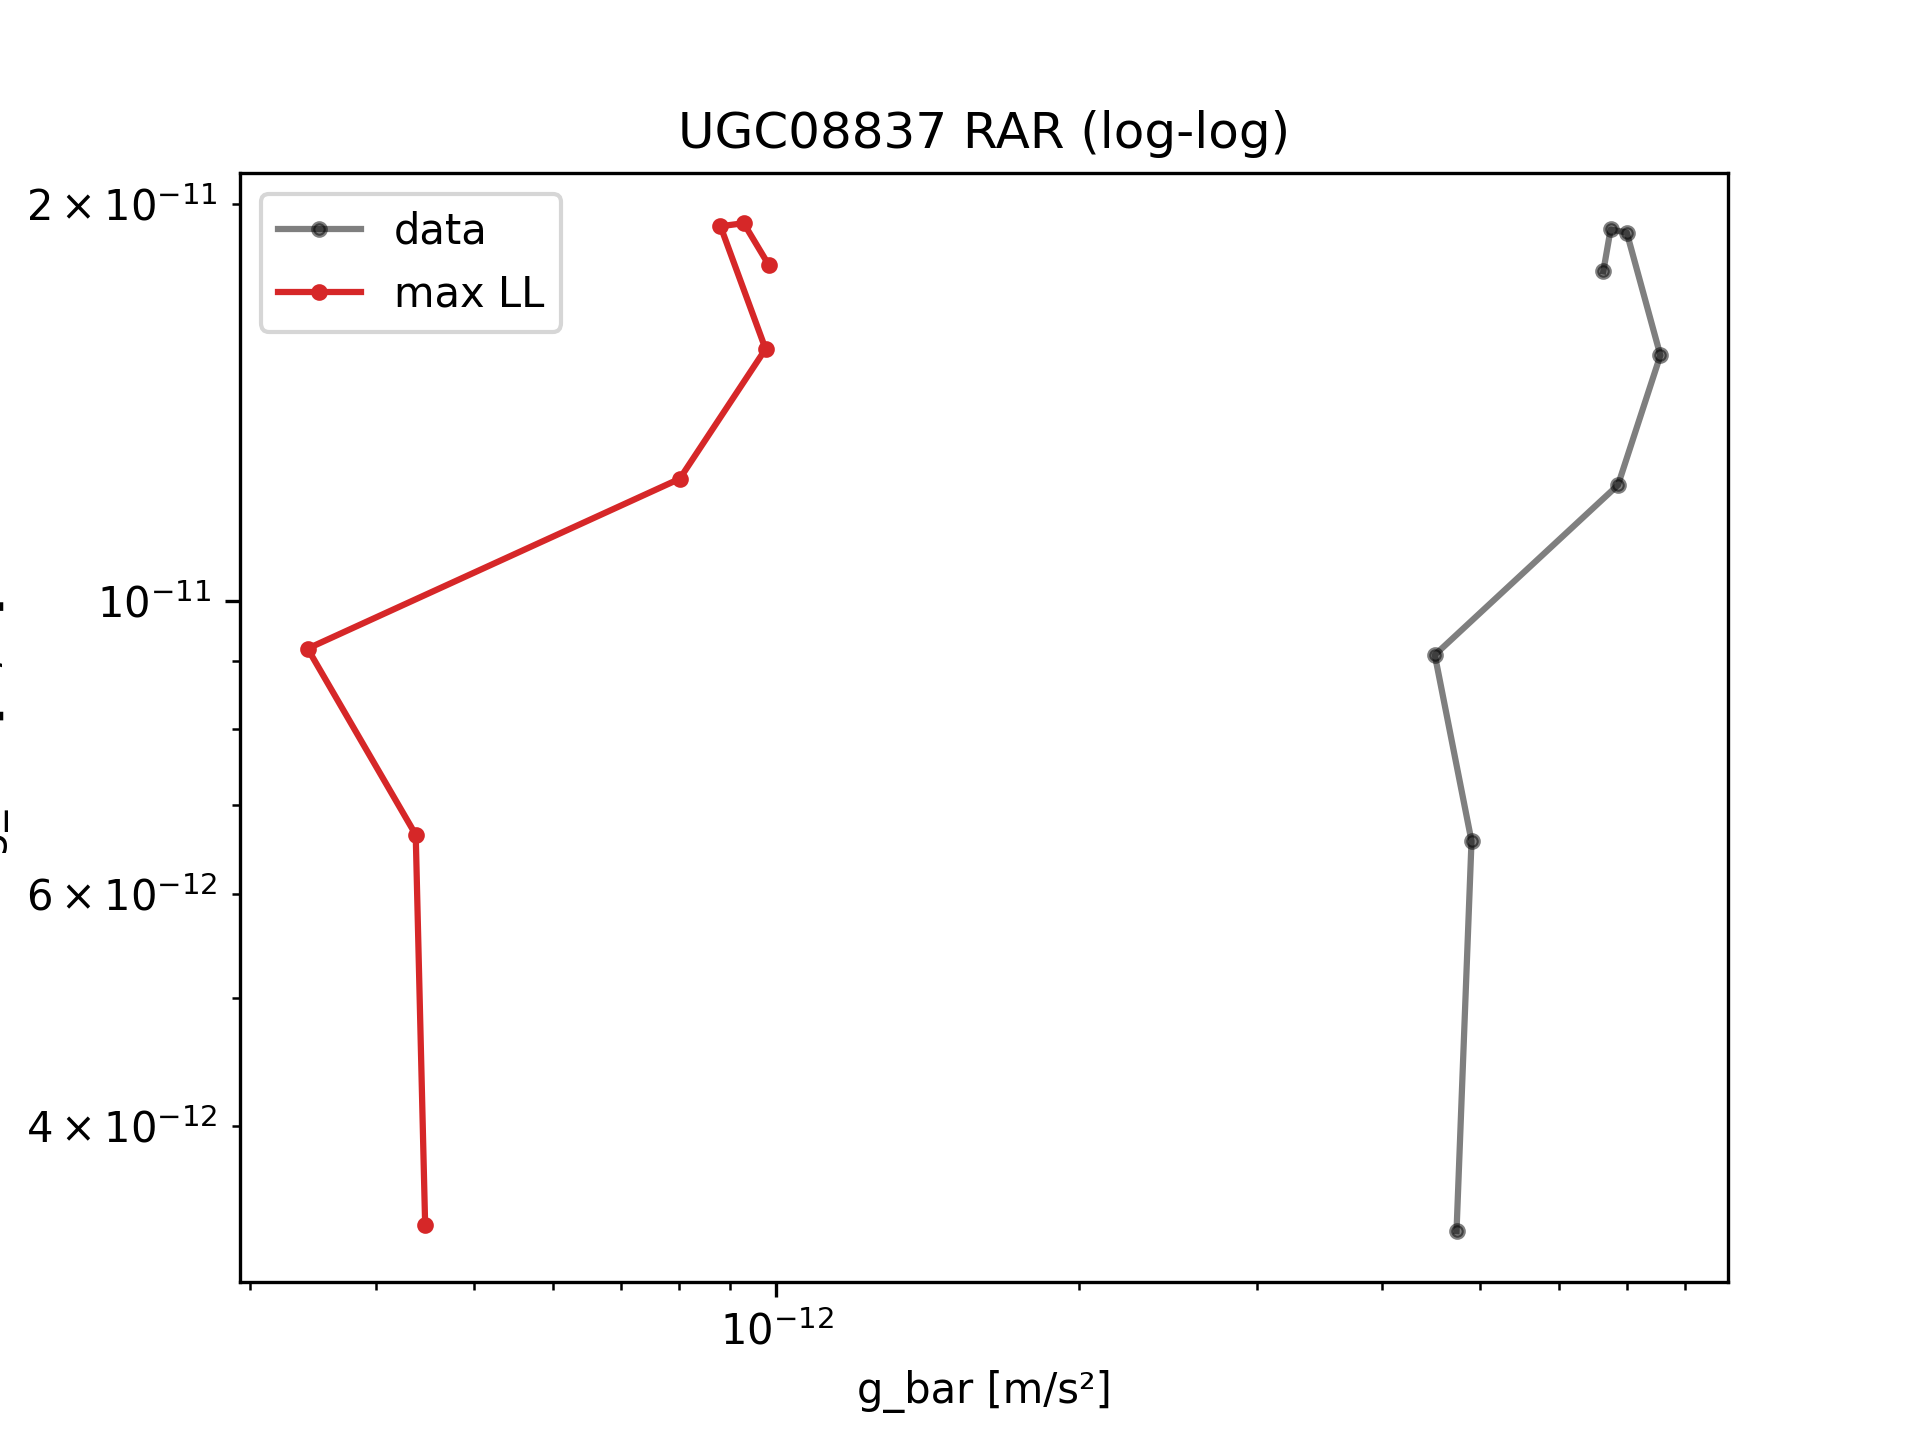 UGC08837 RAR (log-log)
data
max LL
2 × 10⁻¹¹
10⁻¹¹
6 × 10⁻¹²
4 × 10⁻¹²
10⁻¹²
g_bar [m/s²]